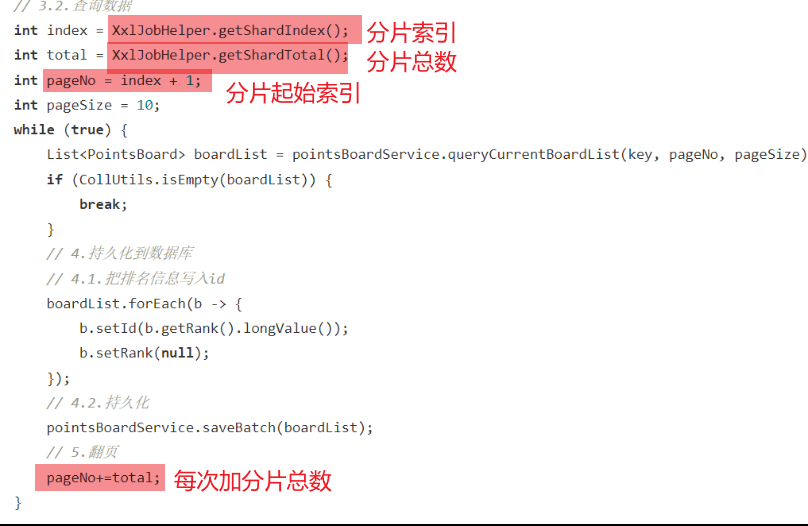 // 3.2.查询数据
int index = XxlJobHelper.getShardIndex(); 分片索引
int total = XxlJobHelper.getShardTotal(); 分片总数
int pageNo = index + 1; 分片起始索引
int pageSize = 10;
while (true) {
List<PointsBoard> boardList = pointsBoardService.queryCurrentBoardList(key, pageNo, pageSize)
if (CollUtils.isEmpty(boardList)) {
break;
}
// 4.持久化到数据库
// 4.1.把排名信息写入id
boardList.forEach(b -> {
b.setId(b.getRank().longValue());
b.setRank(null);
});
// 4.2.持久化
pointsBoardService.saveBatch(boardList);
// 5.翻页
pageNo+=total; 每次加分片总数
}